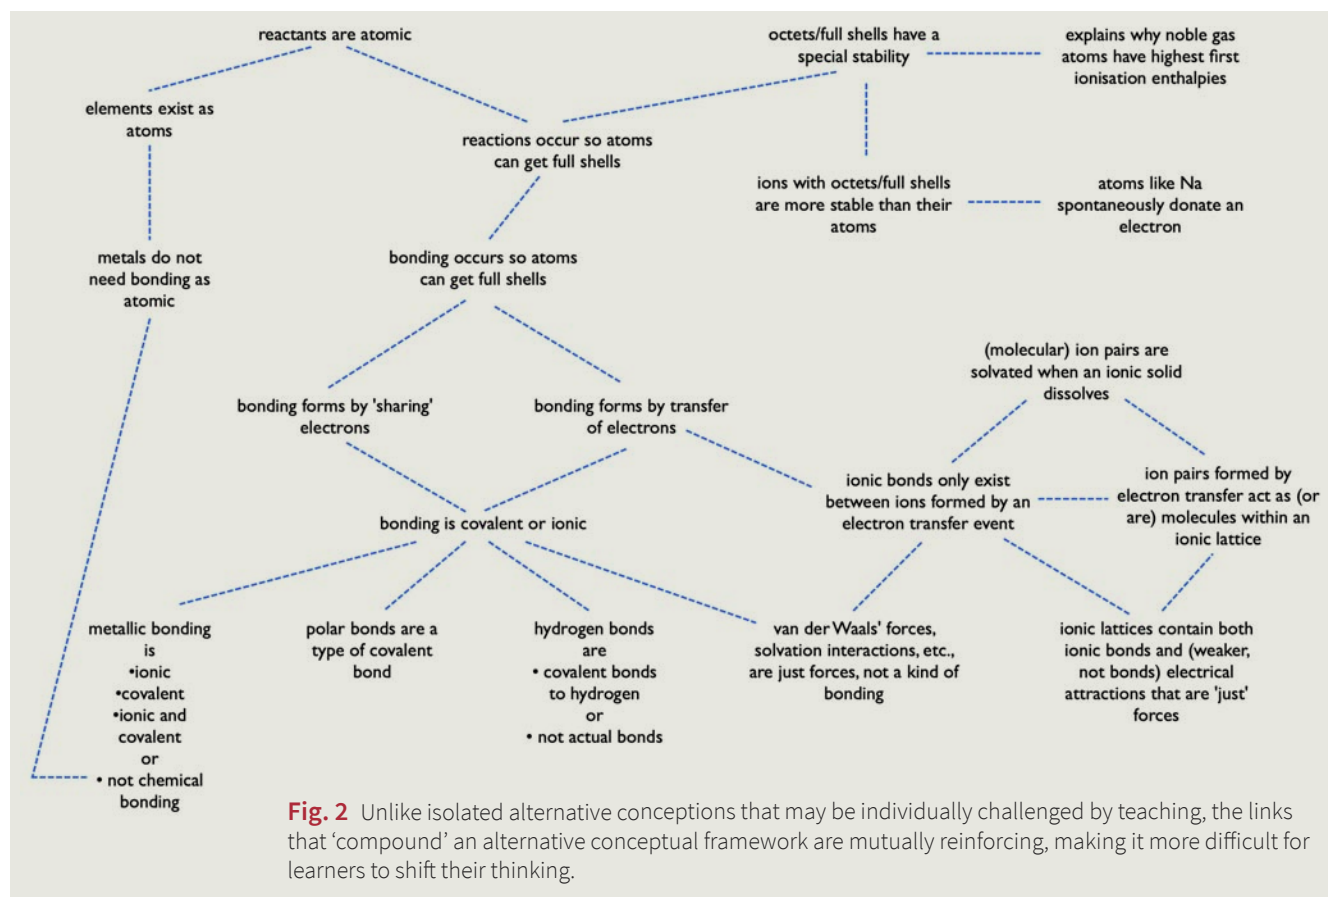 reactants are atomic
octets/full shells have a
special stability
explains why noble gas
atoms have highest first
ionisation enthalpies
elements exist as
atoms
reactions occur so atoms
can get full shells
ions with octets/full shells
are more stable than their
atoms
atoms like Na
spontaneously donate an
electron
metals do not
need bonding as
atomic
bonding occurs so atoms
can get full shells
(molecular) ion pairs are
solvated when an ionic solid
dissolves
bonding forms by 'sharing'
electrons
bonding forms by transfer
of electrons
ionic bonds only exist
between ions formed by an
electron transfer event
ion pairs formed by
electron transfer act as (or
are) molecules within an
ionic lattice
bonding is covalent or ionic
metallic bonding
is
•ionic
•covalent
•ionic and
covalent
or
• not chemical
bonding
polar bonds are a
type of covalent
bond
hydrogen bonds
are
• covalent bonds
to hydrogen
or
• not actual bonds
van der Waals' forces,
solvation interactions, etc.,
are just forces, not a kind of
bonding
ionic lattices contain both
ionic bonds and (weaker,
not bonds) electrical
attractions that are 'just'
forces
Fig. 2 Unlike isolated alternative conceptions that may be individually challenged by teaching, the links
that ‘compound’ an alternative conceptual framework are mutually reinforcing, making it more difficult for
learners to shift their thinking.